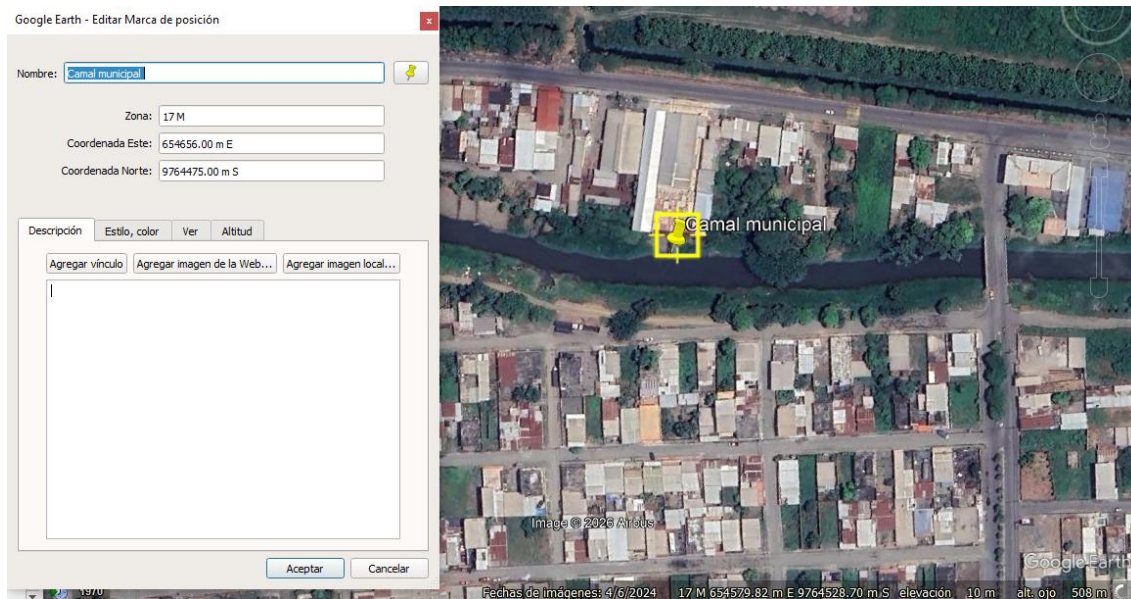 Google Earth - Editar Marca de posición
x
Nombre: Camal municipal
Zona: 17 M
Coordenada Este: 654656.00 m E
Coordenada Norte: 9764475.00 m S
Descripción Estilo, color Ver Altitud
Agregar vínculo Agregar imagen de la Web... Agregar imagen local...
Aceptar Cancelar
Camal municipal
Image © 2026 Airbus
Google Earth
1970
Fechas de imágenes: 4/6/2024 17 M 654579.82 m E 9764528.70 m S elevación 10 m alt. ojo 508 m